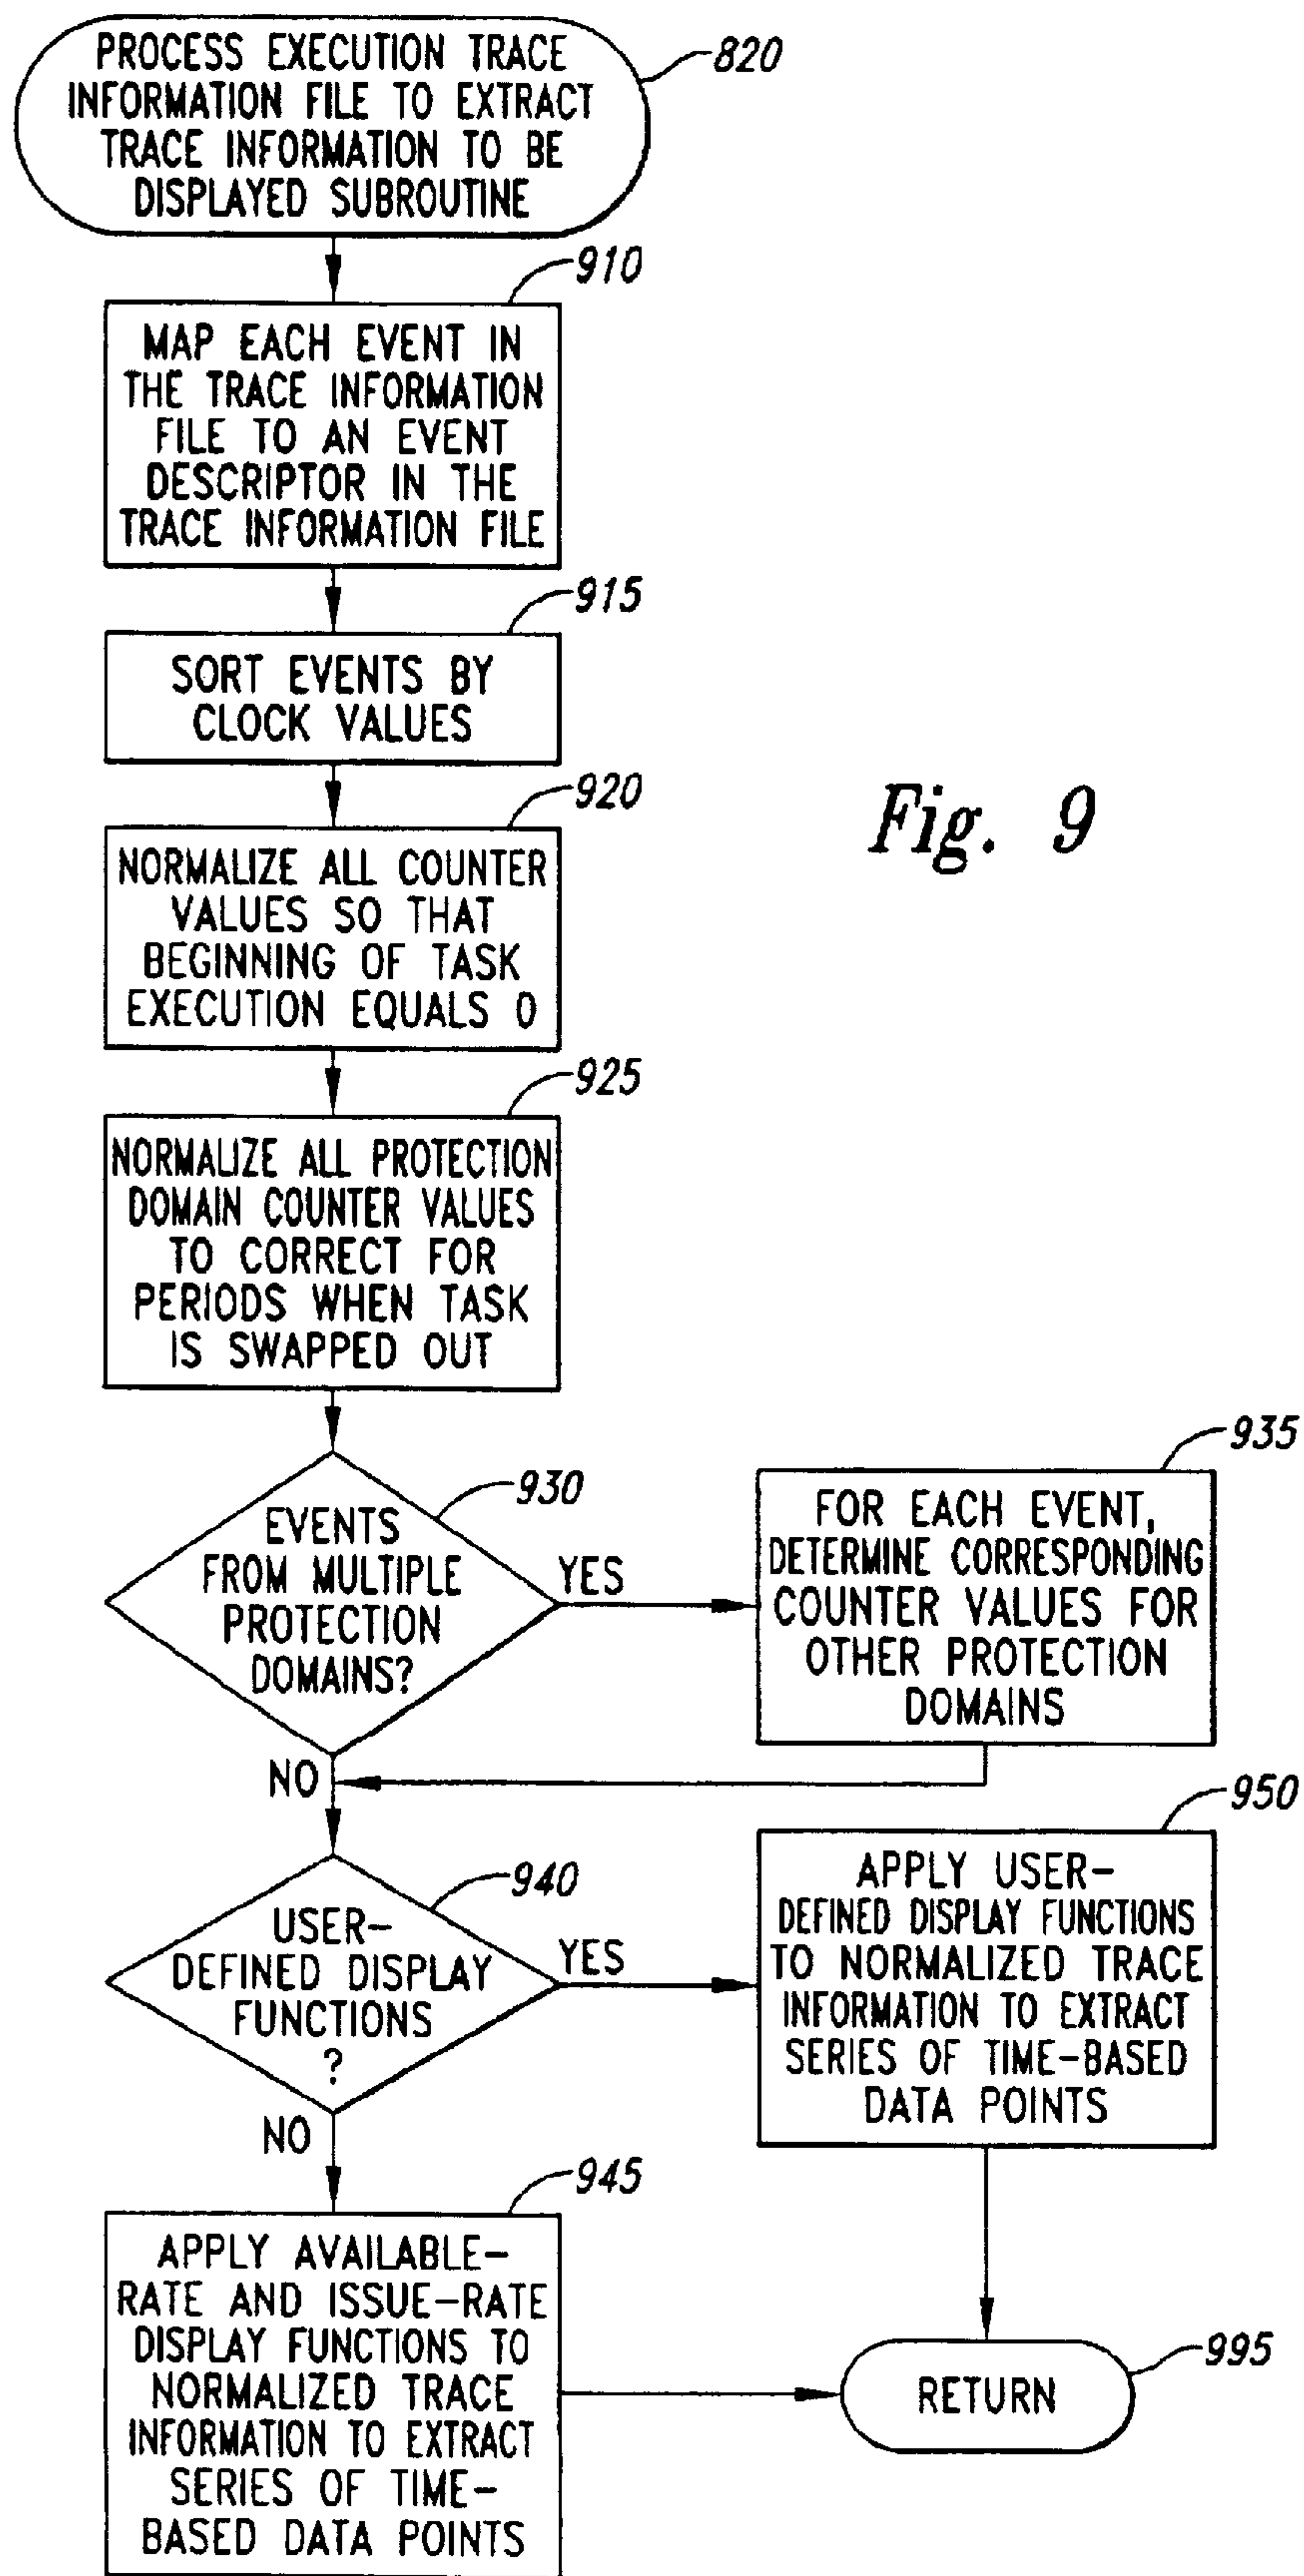 PROCESS EXECUTION TRACE
INFORMATION FILE TO EXTRACT
TRACE INFORMATION TO BE
DISPLAYED SUBROUTINE
820
910
MAP EACH EVENT IN
THE TRACE INFORMATION
FILE TO AN EVENT
DESCRIPTOR IN THE
TRACE INFORMATION FILE
915
SORT EVENTS BY
CLOCK VALUES
920
NORMALIZE ALL COUNTER
VALUES SO THAT
BEGINNING OF TASK
EXECUTION EQUALS 0
Fig. 9
925
NORMALIZE ALL PROTECTION
DOMAIN COUNTER VALUES
TO CORRECT FOR
PERIODS WHEN TASK
IS SWAPPED OUT
930
EVENTS
FROM MULTIPLE
PROTECTION
DOMAINS?
YES
935
FOR EACH EVENT,
DETERMINE CORRESPONDING
COUNTER VALUES FOR
OTHER PROTECTION
DOMAINS
NO
940
USER-
DEFINED DISPLAY
FUNCTIONS
?
YES
950
APPLY USER-
DEFINED DISPLAY FUNCTIONS
TO NORMALIZED TRACE
INFORMATION TO EXTRACT
SERIES OF TIME-BASED
DATA POINTS
NO
945
APPLY AVAILABLE-
RATE AND ISSUE-RATE
DISPLAY FUNCTIONS TO
NORMALIZED TRACE
INFORMATION TO EXTRACT
SERIES OF TIME-
BASED DATA POINTS
995
RETURN